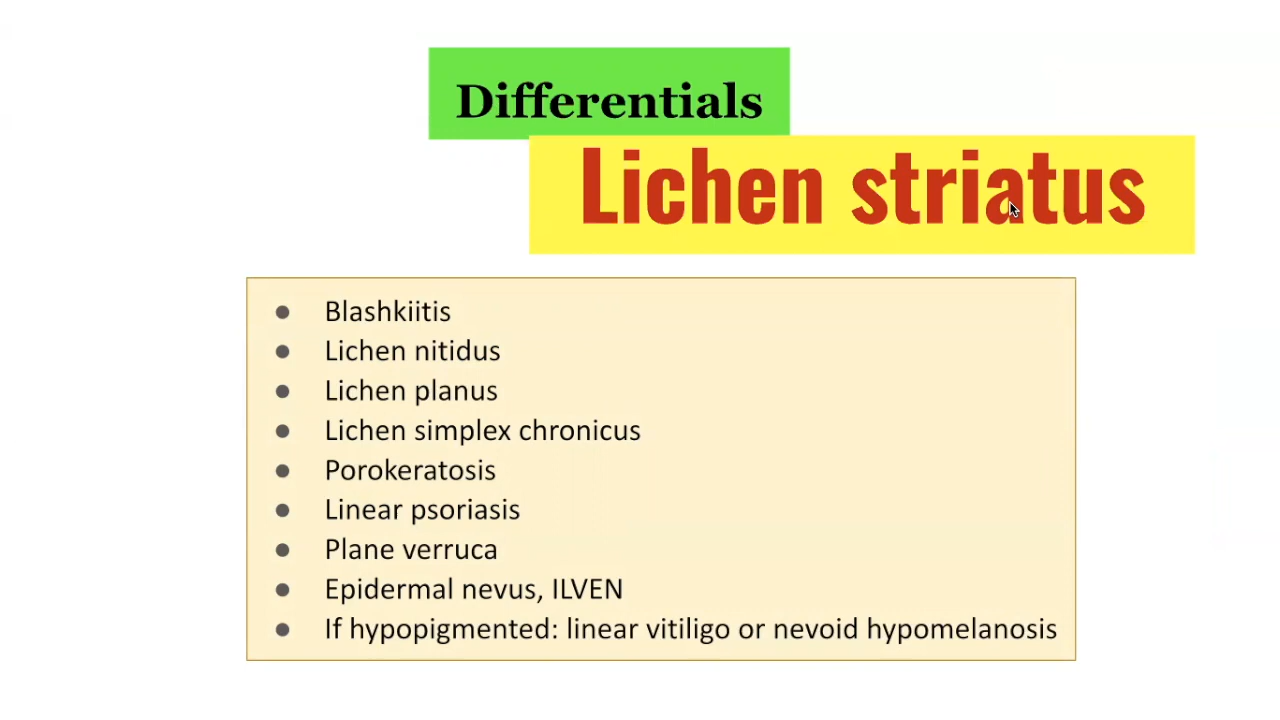 Differentials
Lichen striatus
● Blashkiitis
● Lichen nitidus
● Lichen planus
● Lichen simplex chronicus
● Porokeratosis
● Linear psoriasis
● Plane verruca
● Epidermal nevus, ILVEN
● If hypopigmented: linear vitiligo or nevoid hypomelanosis